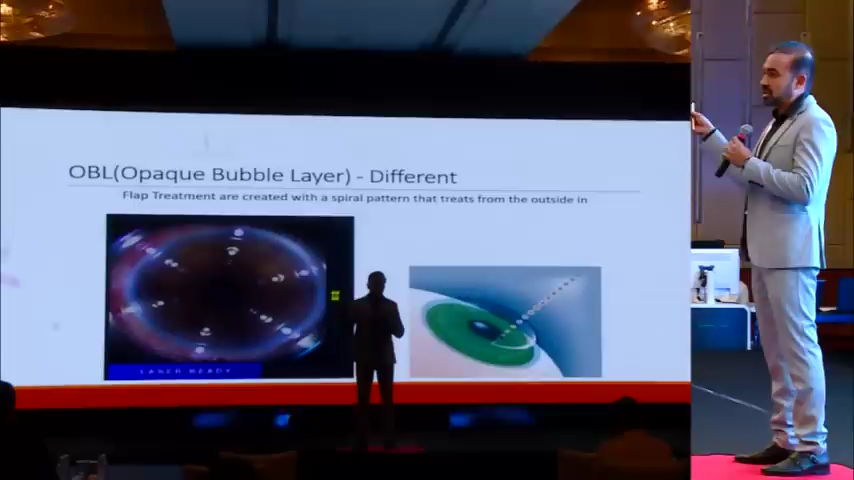 OBL(Opaque Bubble Layer) - Different
Flap Treatment are created with a spiral pattern that treats from the outside in
LASER READY